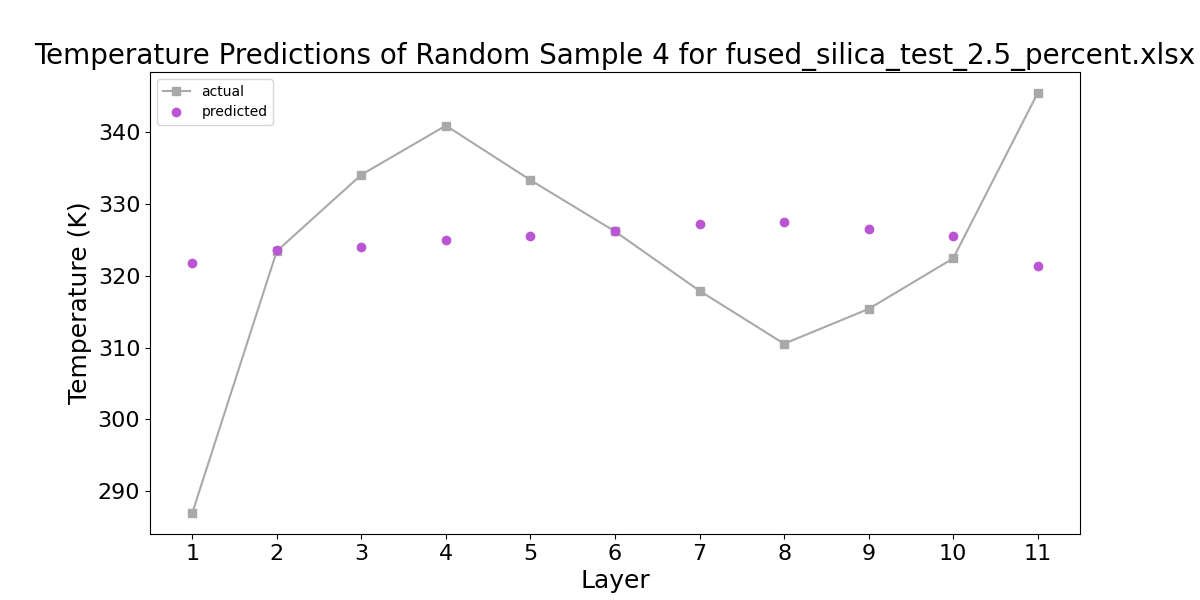 Temperature Predictions of Random Sample 4 for fused_silica_test_2.5_percent.xlsx
actual
predicted
Temperature (K)
340
330
320
310
300
290
1 2 3 4 5 6 7 8 9 10 11
Layer